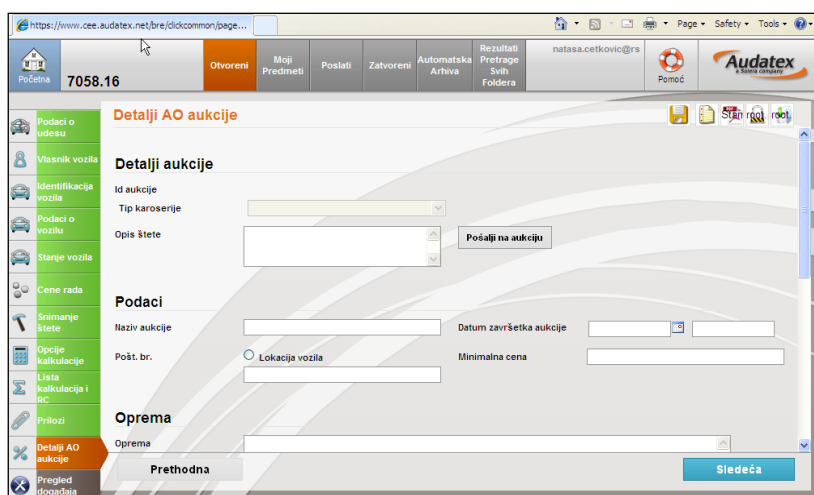 https://www.cee.audatex.net/bre/clickcommon/page...
Page
Safety
Tools
Početna
7058.16
Otvoreni
Moji
Predmeti
Poslati
Zatvoreni
Automatska
Arhiva
Rezultati
Pretrage
Svih
Foldera
natasa.cetkovic@rs
Pomoć
Audatex
a Solera company
Podaci o
udesu
Vlasnik vozila
Identifikacija
vozila
Podaci o
vozilu
Stanje vozila
Cene rada
Snimanje
štete
Opcije
kalkulacije
Lista
kalkulacija i
RC
Prilozi
Detalji AO
aukcije
Pregled
događaja
Detalji AO aukcije
root
root
Detalji aukcije
Id aukcije
Tip karoserije
Opis štete
Pošalji na aukciju
Podaci
Naziv aukcije
Datum završetka aukcije
Pošt. br.
Lokacija vozila
Minimalna cena
Oprema
Oprema
Prethodna
Sledeća